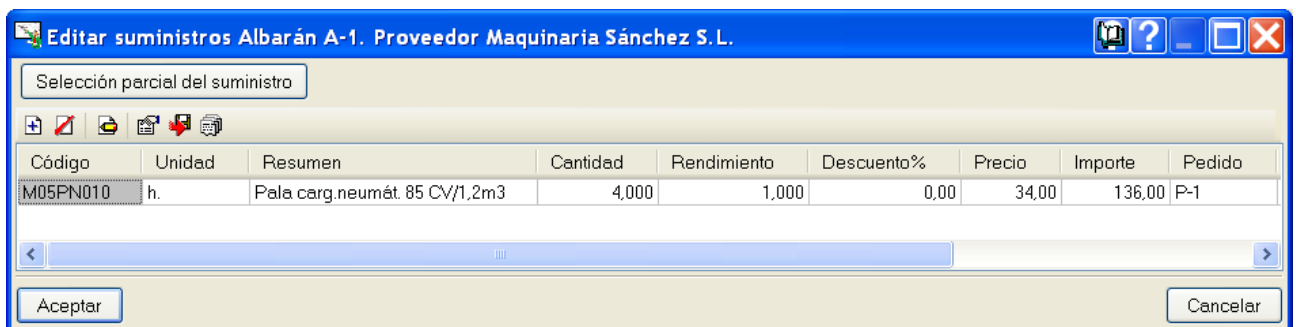 Editar suministros Albarán A-1. Proveedor Maquinaria Sánchez S.L.
Selección parcial del suministro
Código Unidad Resumen Cantidad Rendimiento Descuento% Precio Importe Pedido
M05PN010 h. Pala carg.neumát. 85 CV/1,2m3 4,000 1,000 0,00 34,00 136,00 P-1
Aceptar Cancelar